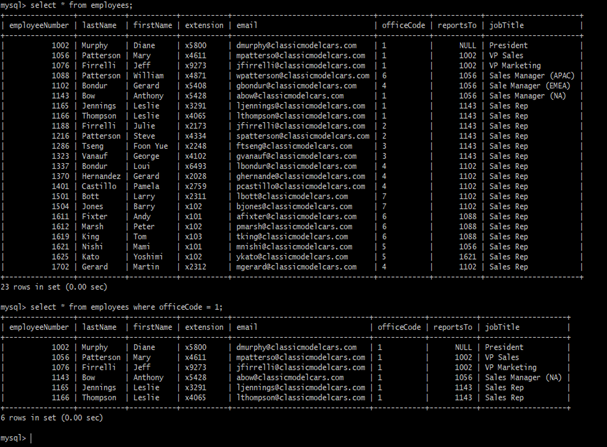 mysql> select * from employees;
+----------------+-----------+-----------+-----------+---------------------------------+------------+-----------+----------------------+
| employeeNumber | lastName | firstName | extension | email | officeCode | reportsTo | jobTitle |
+----------------+-----------+-----------+-----------+---------------------------------+------------+-----------+----------------------+
| 1002 | Murphy | Diane | x5800 | dmurphy@classicmodelcars.com | 1 | NULL | President |
| 1056 | Patterson | Mary | x4611 | mpatterson@classicmodelcars.com | 1 | 1002 | VP Sales |
| 1076 | Firrelli | Jeff | x9273 | jfirrelli@classicmodelcars.com | 1 | 1002 | VP Marketing |
| 1088 | Patterson | William | x4871 | wpatterson@classicmodelcars.com | 6 | 1056 | Sales Manager (APAC) |
| 1102 | Bondur | Gerard | x5408 | gbondur@classicmodelcars.com | 4 | 1056 | Sales Manager (EMEA) |
| 1143 | Bow | Anthony | x5428 | abow@classicmodelcars.com | 1 | 1056 | Sales Manager (NA) |
| 1165 | Jennings | Leslie | x3291 | ljennings@classicmodelcars.com | 1 | 1143 | Sales Rep |
| 1166 | Thompson | Leslie | x4065 | lthompson@classicmodelcars.com | 1 | 1143 | Sales Rep |
| 1188 | Firrelli | Julie | x2173 | jfirrelli@classicmodelcars.com | 2 | 1143 | Sales Rep |
| 1216 | Patterson | Steve | x4334 | spatterson@classicmodelcars.com | 2 | 1143 | Sales Rep |
| 1286 | Tseng | Foon Yue | x2248 | ftseng@classicmodelcars.com | 3 | 1143 | Sales Rep |
| 1323 | Vanauf | George | x4102 | gvanauf@classicmodelcars.com | 3 | 1143 | Sales Rep |
| 1337 | Bondur | Loui | x6493 | lbondur@classicmodelcars.com | 4 | 1102 | Sales Rep |
| 1370 | Hernandez | Gerard | x2028 | ghernande@classicmodelcars.com | 4 | 1102 | Sales Rep |
| 1401 | Castillo | Pamela | x2759 | pcastillo@classicmodelcars.com | 4 | 1102 | Sales Rep |
| 1501 | Bott | Larry | x2311 | lbott@classicmodelcars.com | 7 | 1102 | Sales Rep |
| 1504 | Jones | Barry | x102 | bjones@classicmodelcars.com | 7 | 1102 | Sales Rep |
| 1611 | Fixter | Andy | x101 | afixter@classicmodelcars.com | 6 | 1088 | Sales Rep |
| 1612 | Marsh | Peter | x102 | pmarsh@classicmodelcars.com | 6 | 1088 | Sales Rep |
| 1619 | King | Tom | x103 | tking@classicmodelcars.com | 6 | 1088 | Sales Rep |
| 1621 | Nishi | Mami | x101 | mnishi@classicmodelcars.com | 5 | 1056 | Sales Rep |
| 1625 | Kato | Yoshimi | x102 | ykato@classicmodelcars.com | 5 | 1621 | Sales Rep |
| 1702 | Gerard | Martin | x2312 | mgerard@classicmodelcars.com | 4 | 1102 | Sales Rep |
+----------------+-----------+-----------+-----------+---------------------------------+------------+-----------+----------------------+
23 rows in set (0.00 sec)
mysql> select * from employees where officeCode = 1;
+----------------+-----------+-----------+-----------+--------------------------------+------------+-----------+--------------------+
| employeeNumber | lastName | firstName | extension | email | officeCode | reportsTo | jobTitle |
+----------------+-----------+-----------+-----------+--------------------------------+------------+-----------+--------------------+
| 1002 | Murphy | Diane | x5800 | dmurphy@classicmodelcars.com | 1 | NULL | President |
| 1056 | Patterson | Mary | x4611 | mpatterso@classicmodelcars.com | 1 | 1002 | VP Sales |
| 1076 | Firrelli | Jeff | x9273 | jfirrelli@classicmodelcars.com | 1 | 1002 | VP Marketing |
| 1143 | Bow | Anthony | x5428 | abow@classicmodelcars.com | 1 | 1056 | Sales Manager (NA) |
| 1165 | Jennings | Leslie | x3291 | ljennings@classicmodelcars.com | 1 | 1143 | Sales Rep |
| 1166 | Thompson | Leslie | x4065 | lthompson@classicmodelcars.com | 1 | 1143 | Sales Rep |
+----------------+-----------+-----------+-----------+--------------------------------+------------+-----------+--------------------+
6 rows in set (0.00 sec)
mysql>